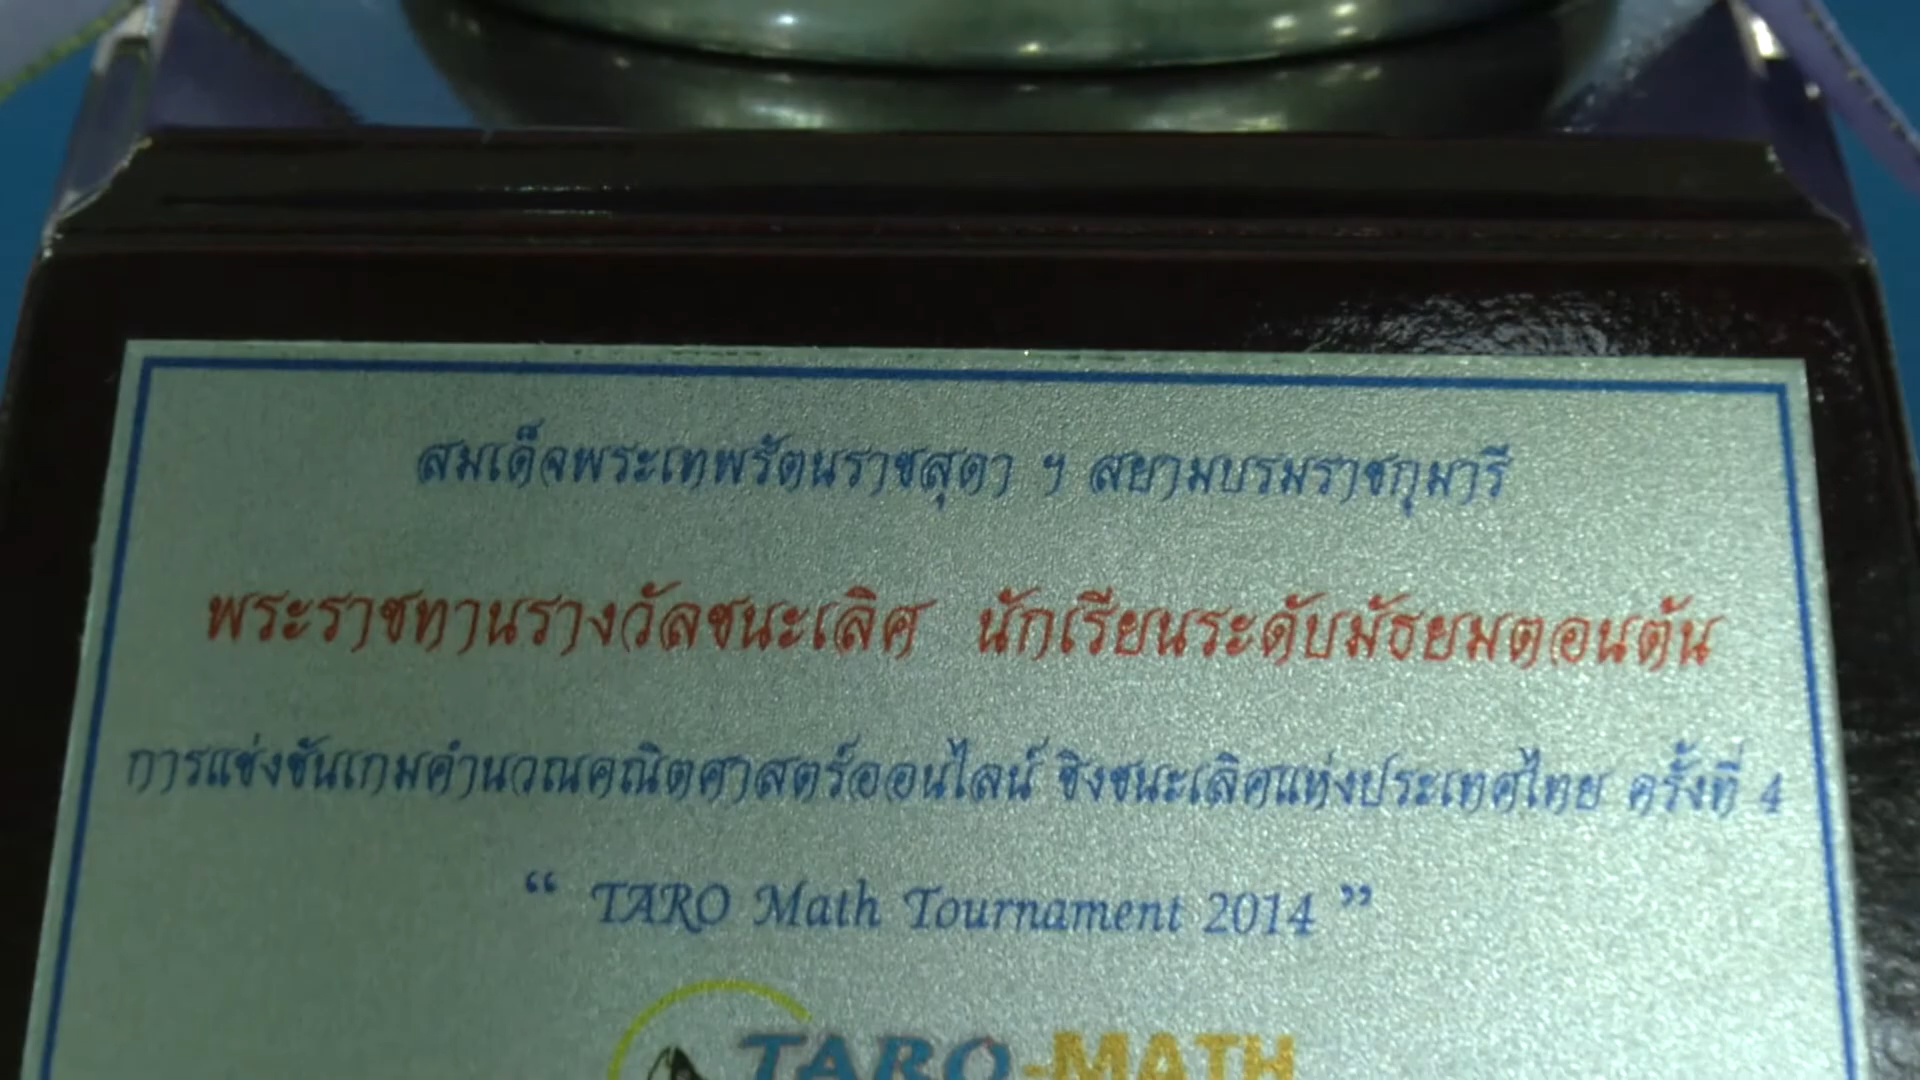 สมเด็จพระเทพรัตนราชสุดา ฯ สยามบรมราชกุมารี
พระราชทานรางวัลชนะเลิศ นักเรียนระดับมัธยมตอนต้น
การแข่งขันเกมคำนวณคณิตศาสตร์ออนไลน์ ชิงชนะเลิศแห่งประเทศไทย ครั้งที่ 4
“ TARO Math Tournament 2014 ”
TARO-MATH